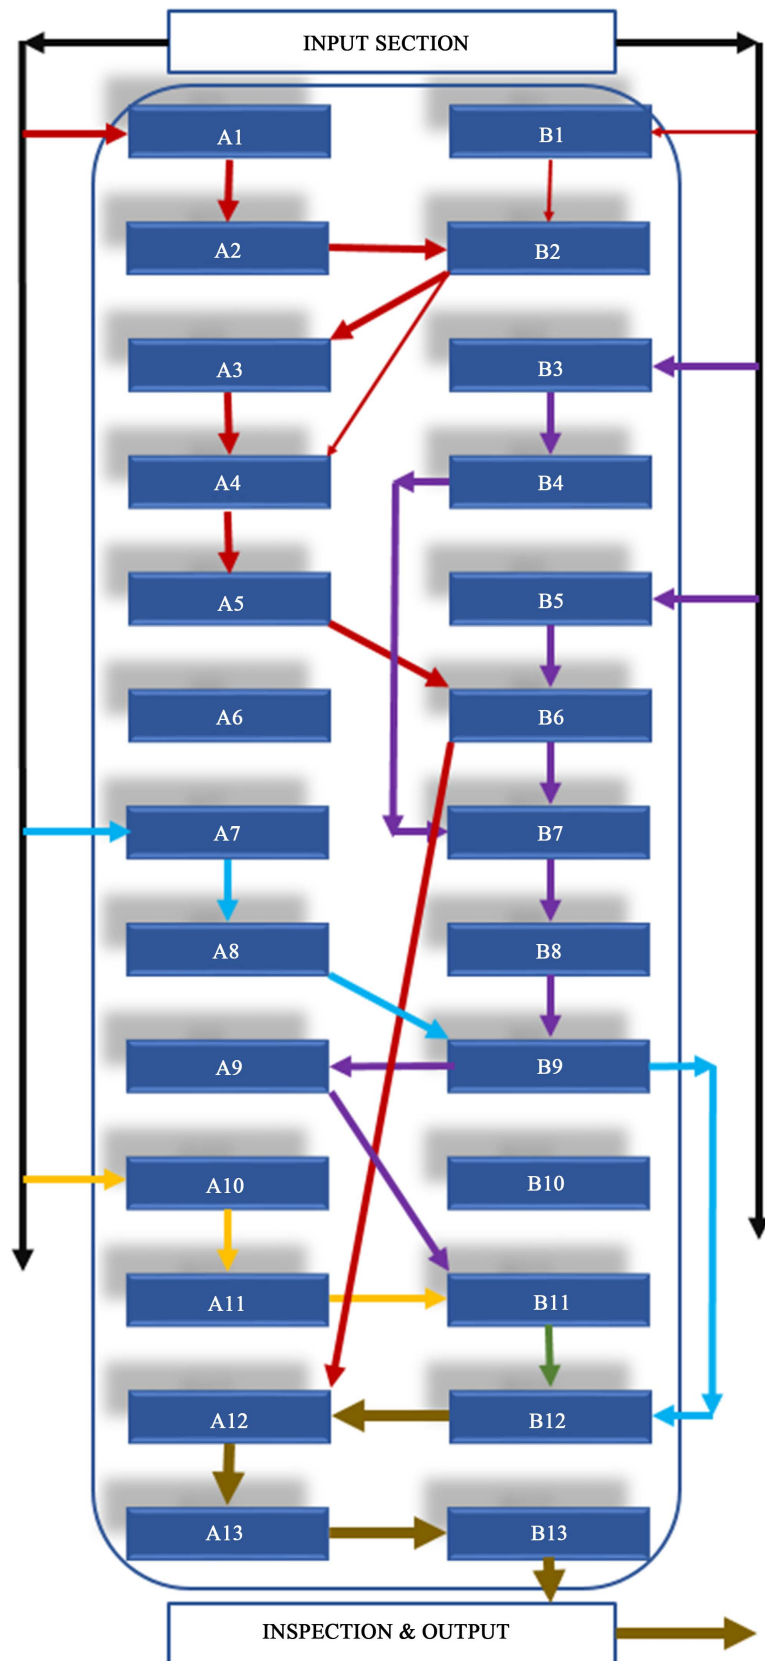 INPUT SECTION
A1
B1
A2
B2
A3
B3
A4
B4
A5
B5
A6
B6
A7
B7
A8
B8
A9
B9
A10
B10
A11
B11
A12
B12
A13
B13
INSPECTION & OUTPUT